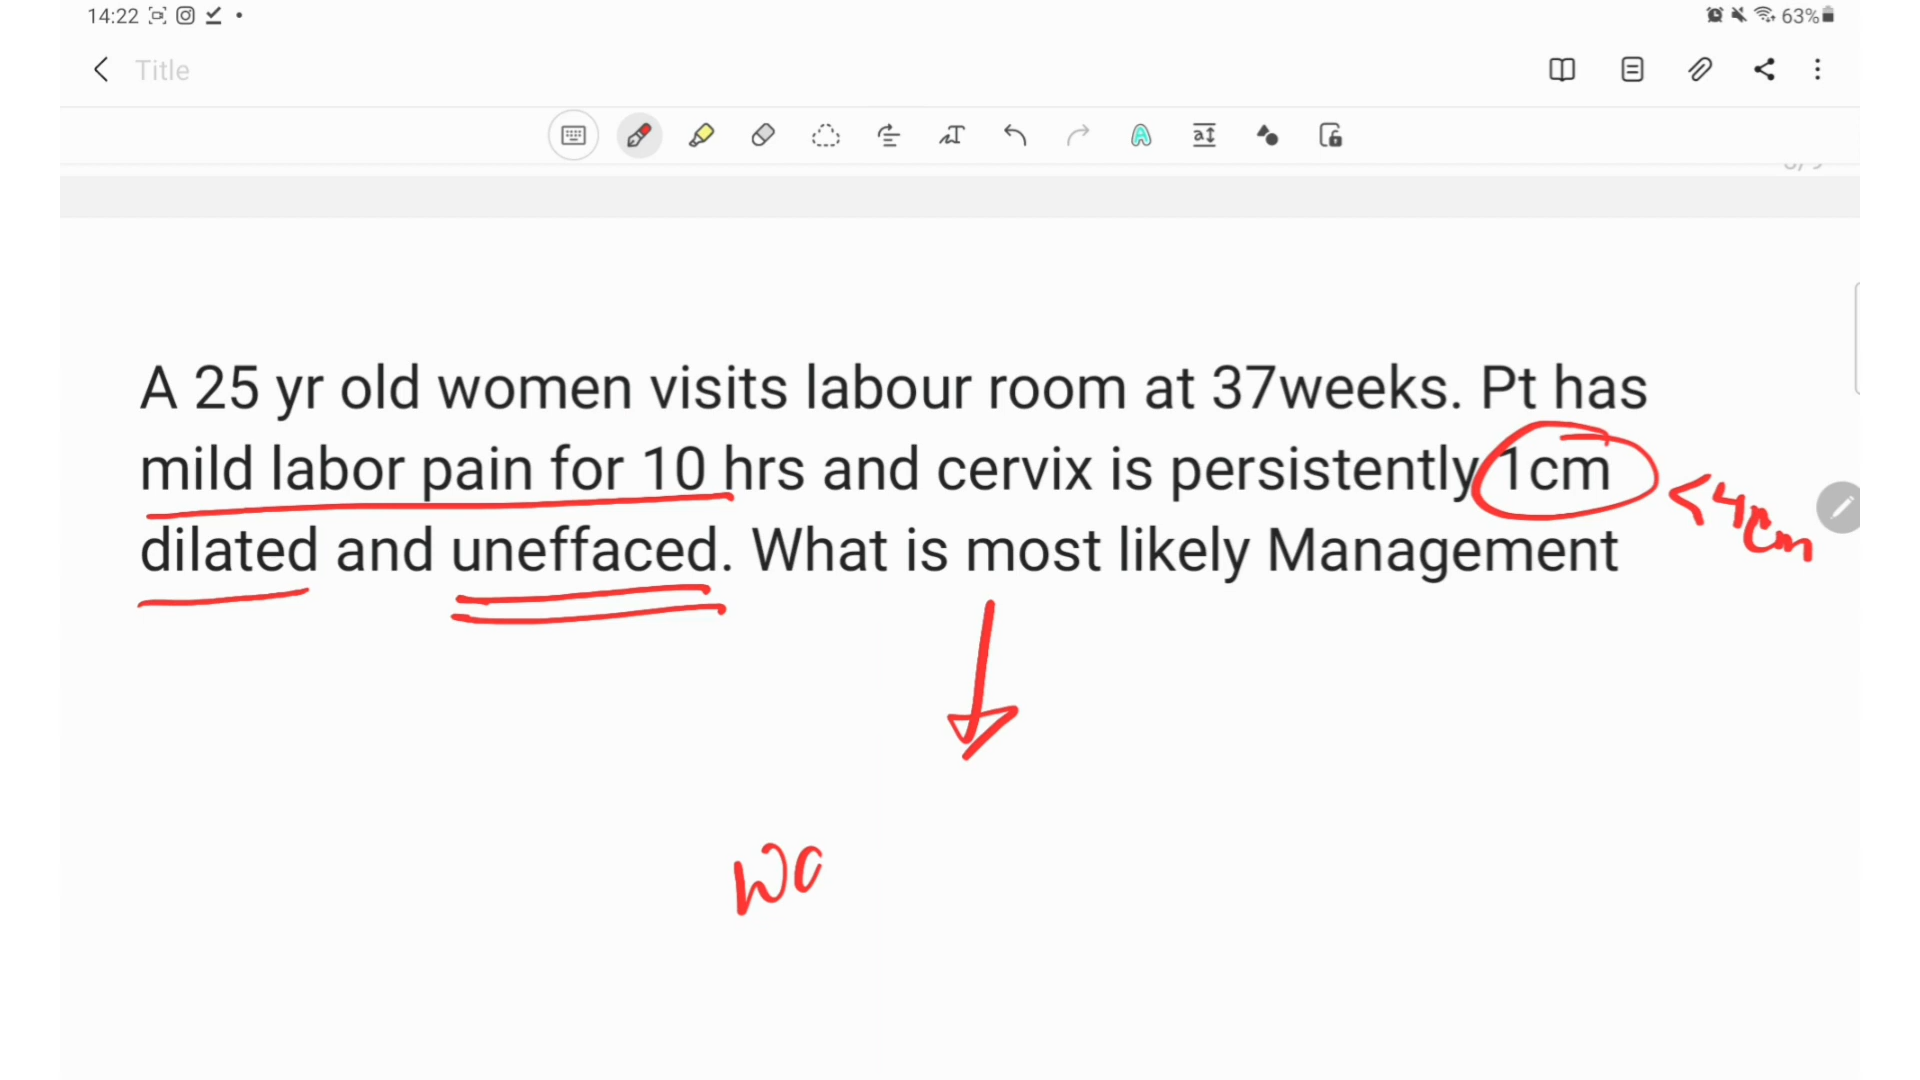 14:22
63%
Title
A 25 yr old women visits labour room at 37weeks. Pt has
mild labor pain for 10 hrs and cervix is persistently 1cm
<4cm
dilated and uneffaced. What is most likely Management